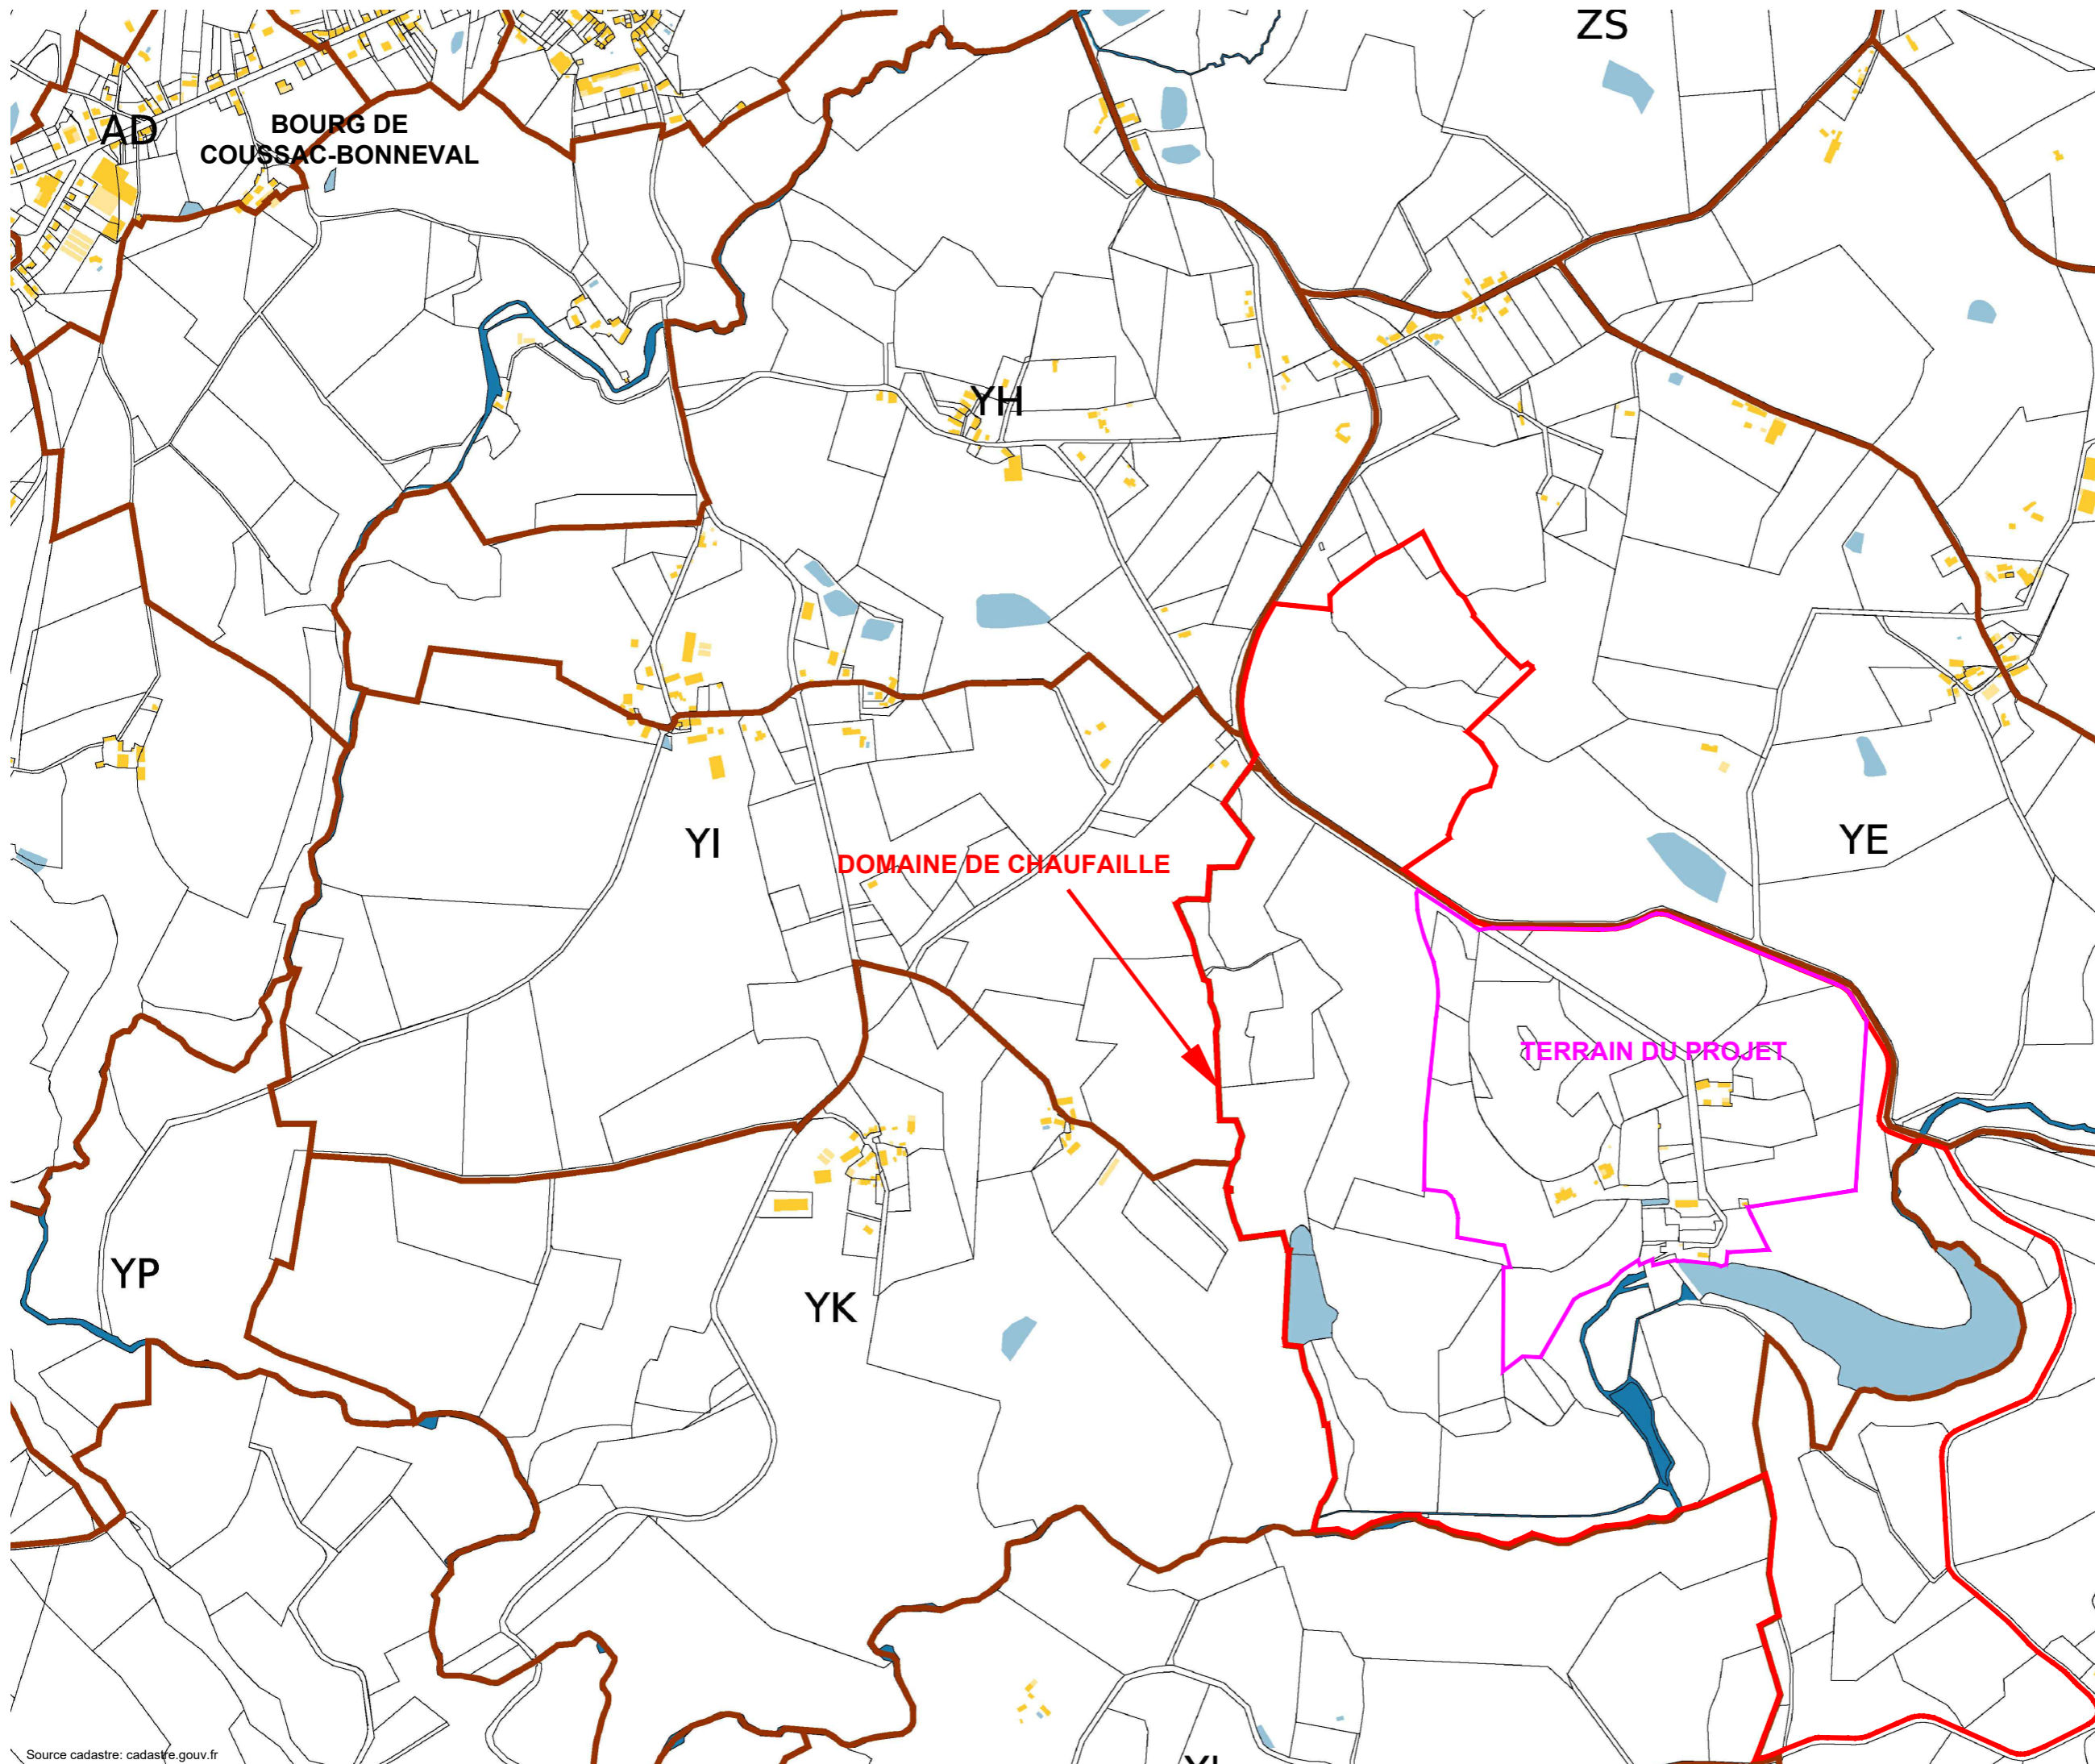 ZS
AD
BOURG DE
COUSSAC-BONNEVAL
YH
YI
DOMAINE DE CHAUFAILLE
YE
TERRAIN DU PROJET
YP
YK
Source cadastre: cadastre.gouv.fr